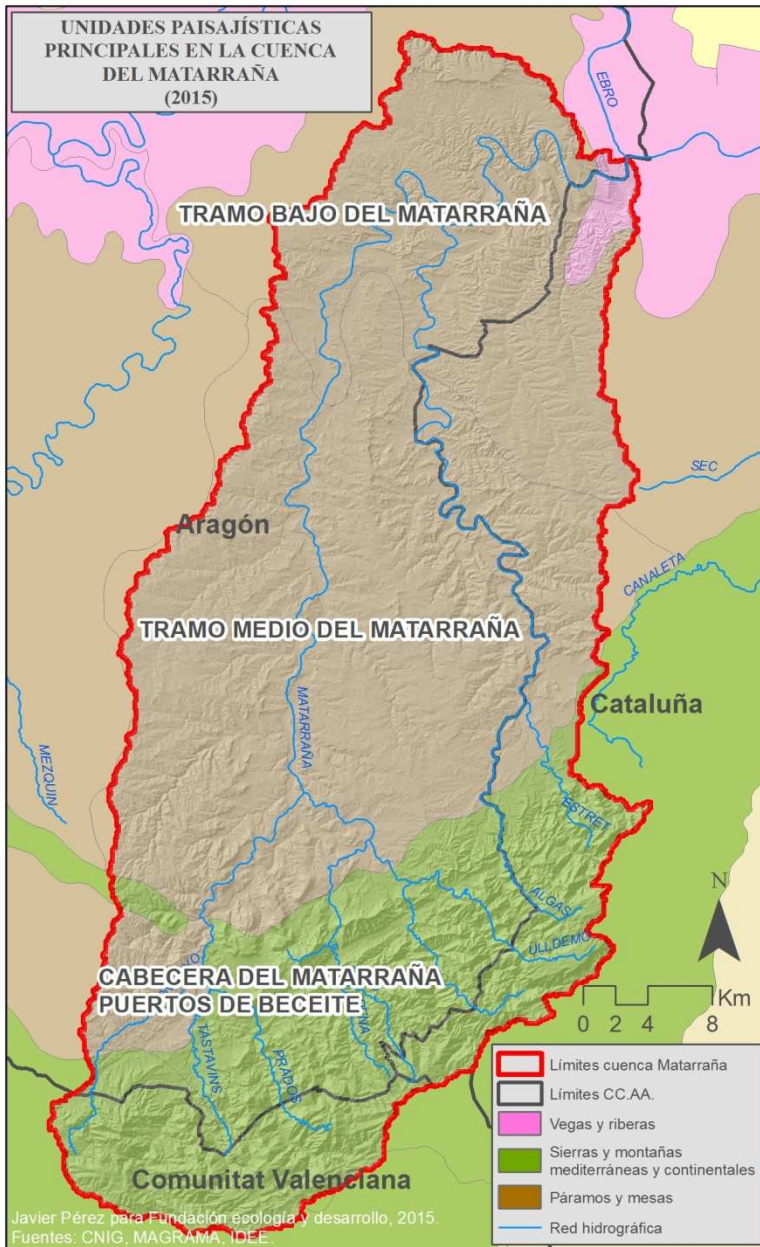 UNIDADES PAISAJÍSTICAS
PRINCIPALES EN LA CUENCA
DEL MATARRAÑA
(2015)
EBRO
TRAMO BAJO DEL MATARRAÑA
SEC
Aragón
CANALETA
TRAMO MEDIO DEL MATARRAÑA
MATARRAÑA
Cataluña
MEZQUIN
ESTRET
ALGAS
ULLDEMO
N
CABECERA DEL MATARRAÑA
PUERTOS DE BECEITE
TASTAVINS
PRADOS
Km
0 2 4 8
Comunitat Valenciana
Límites cuenca Matarraña
Límites CC.AA.
Vegas y riberas
Sierras y montañas
mediterráneas y continentales
Páramos y mesas
Red hidrográfica
Javier Pérez para Fundación ecología y desarrollo, 2015.
Fuentes: CNIG, MAGRAMA, IDEE.